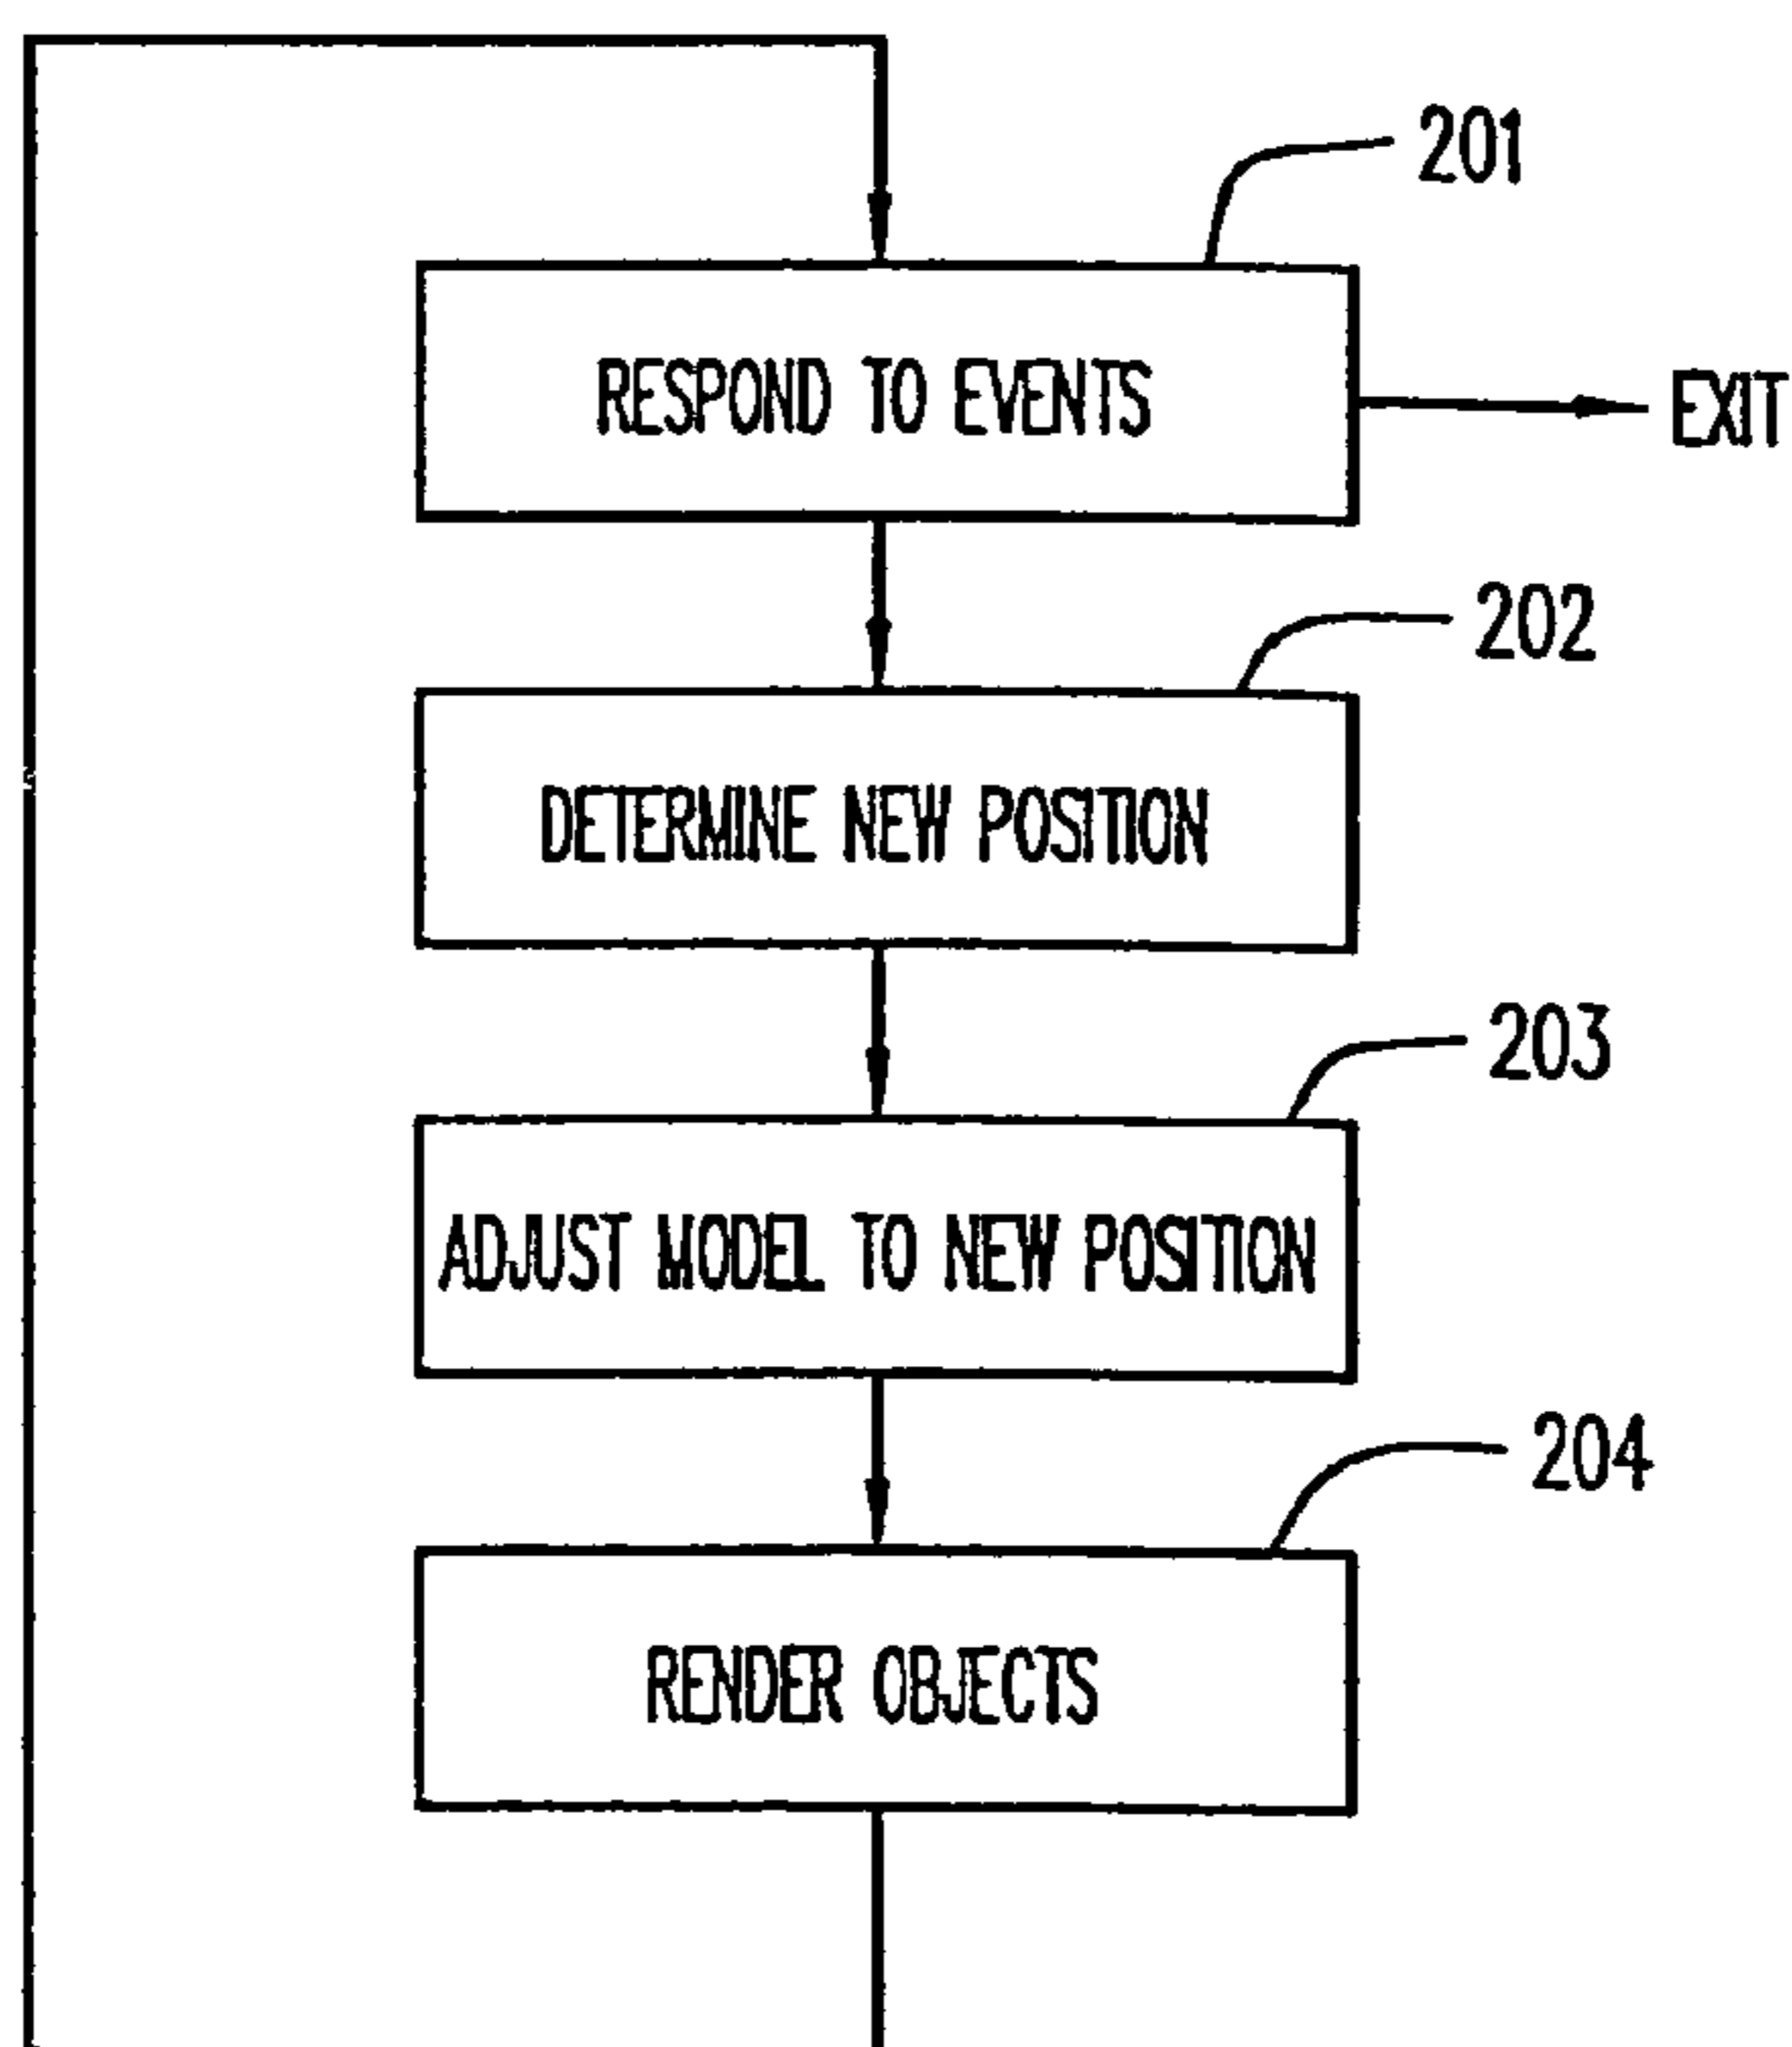 201
RESPOND TO EVENTS
EXIT
202
DETERMINE NEW POSITION
203
ADJUST MODEL TO NEW POSITION
204
RENDER OBJECTS